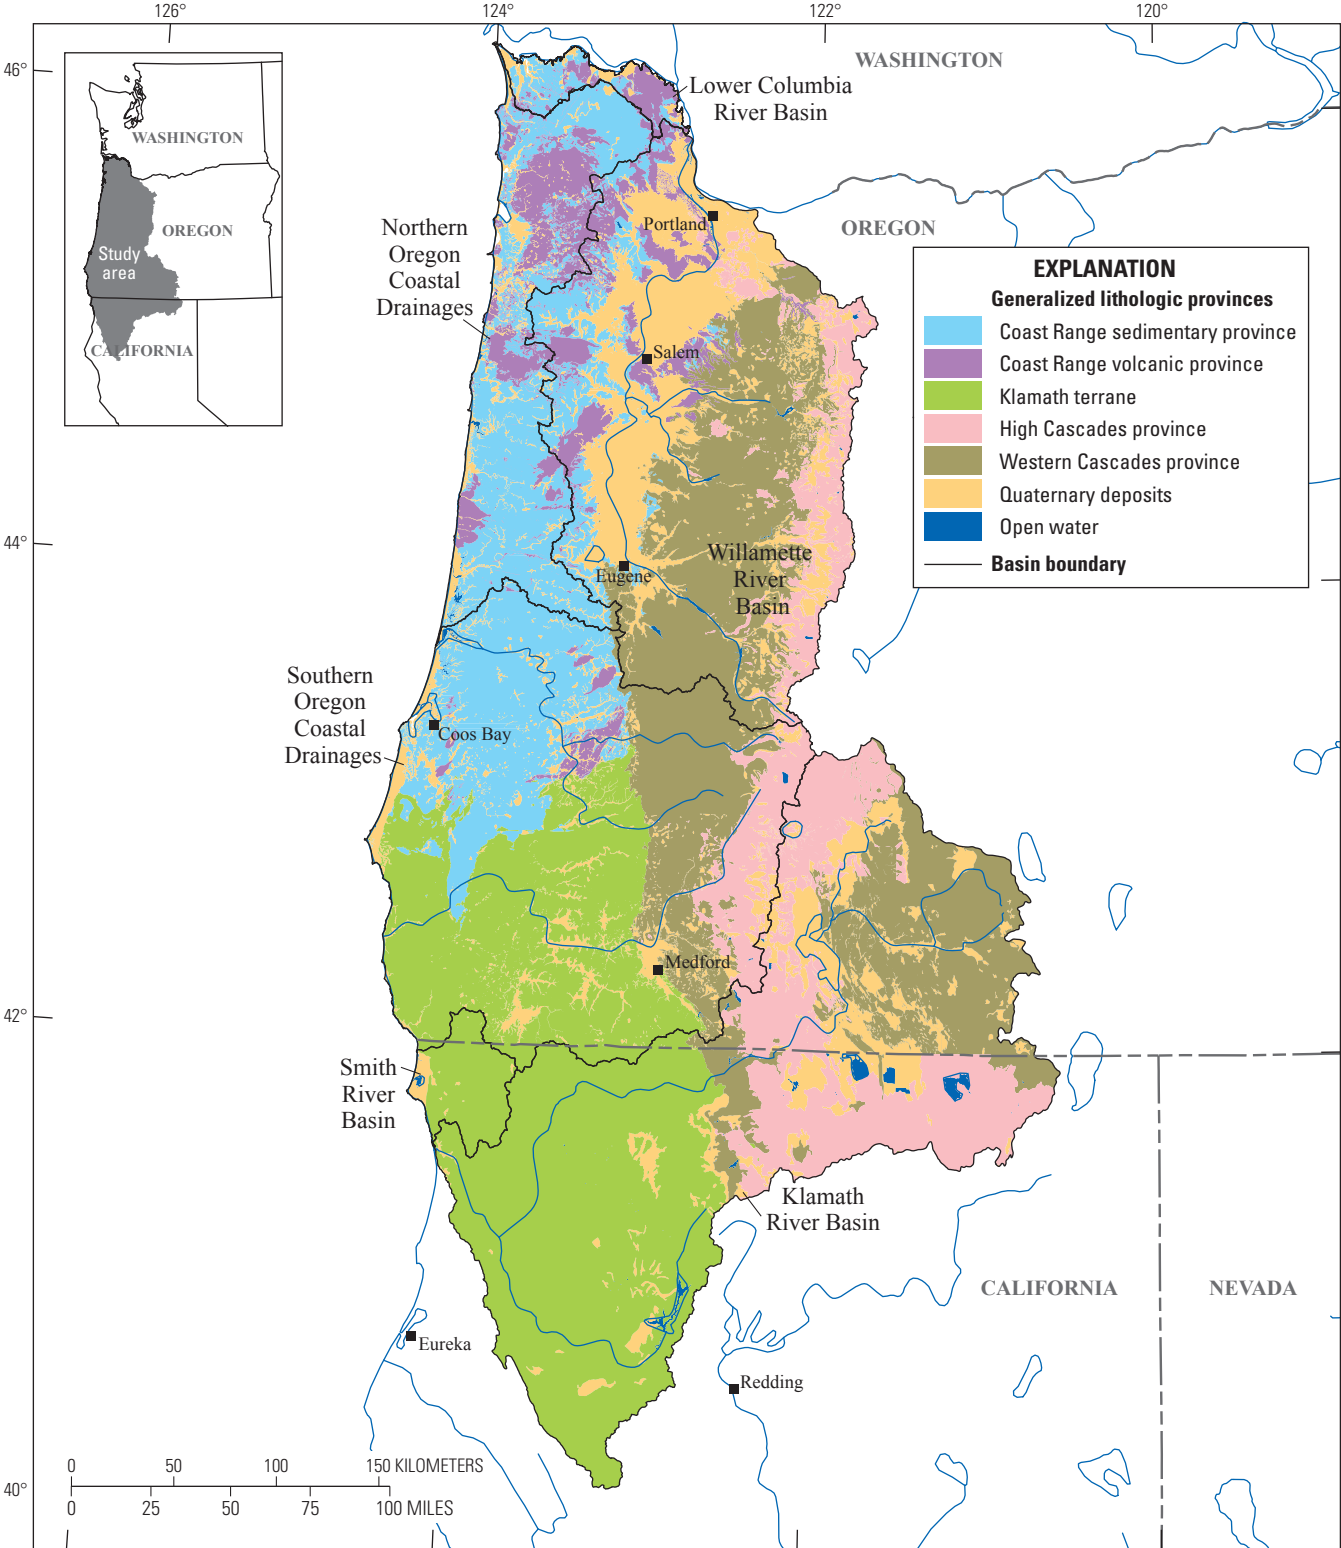 126°
124°
122°
120°
46°
44°
42°
40°
WASHINGTON
OREGON
CALIFORNIA
Study
area
WASHINGTON
OREGON
CALIFORNIA
NEVADA
Lower Columbia
River Basin
Northern
Oregon
Coastal
Drainages
Portland
Salem
Eugene
Willamette
River
Basin
Southern
Oregon
Coastal
Drainages
Coos Bay
Medford
Smith
River
Basin
Klamath
River Basin
Eureka
Redding
EXPLANATION
Generalized lithologic provinces
Coast Range sedimentary province
Coast Range volcanic province
Klamath terrane
High Cascades province
Western Cascades province
Quaternary deposits
Open water
Basin boundary
0 50 100 150 KILOMETERS
0 25 50 75 100 MILES